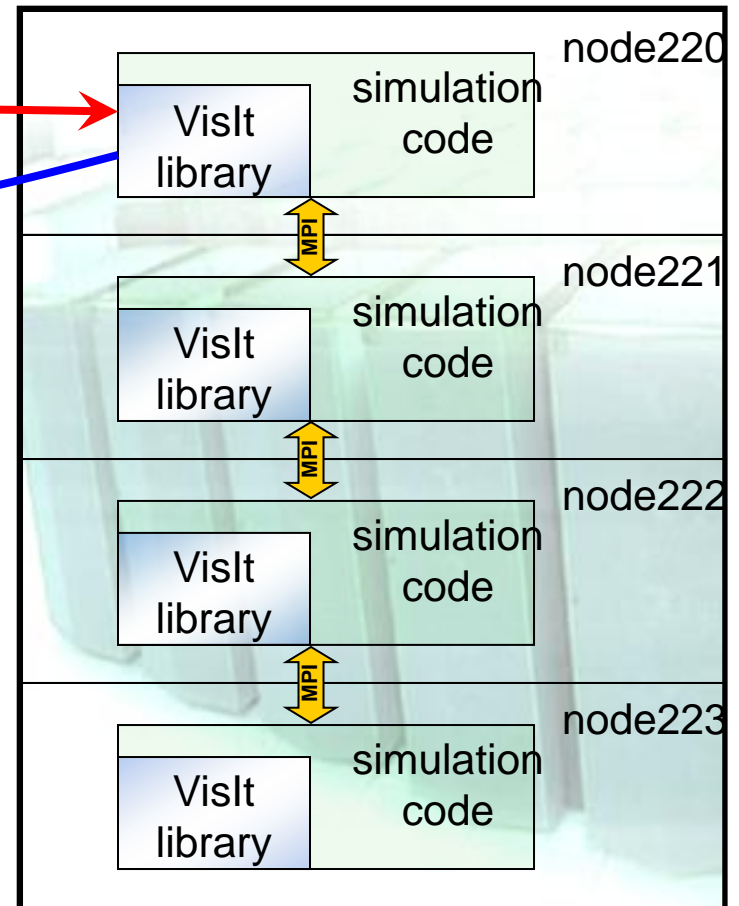 node220
simulation
code
VisIt
library
MPI
node221
simulation
code
VisIt
library
MPI
node222
simulation
code
VisIt
library
MPI
node223
simulation
code
VisIt
library